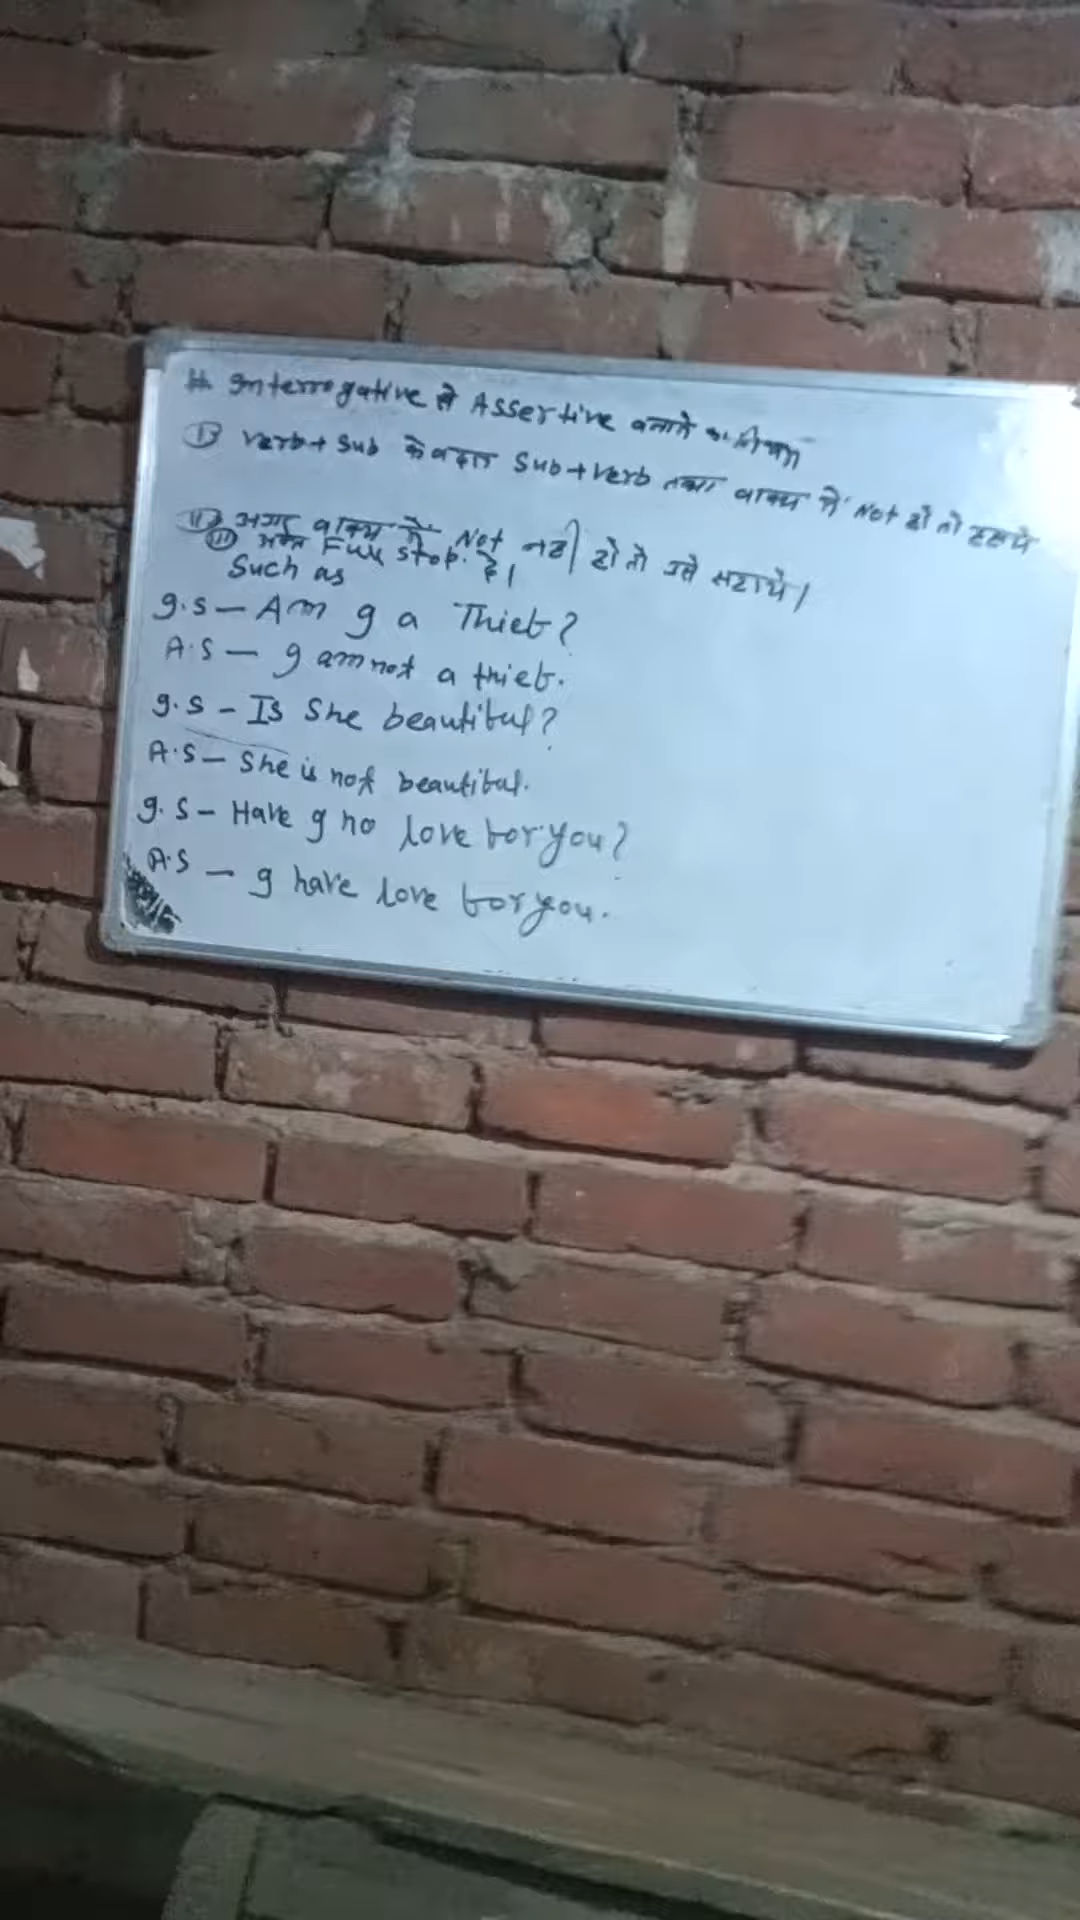 # Interrogative से Assertive बनाने का नियम
(I) Verb + Sub के बदले Sub + Verb तथा वाक्य में Not हो तो हटायें
(II) अगर वाक्य में Not नहीं हो तो उसे सटायें।
(III) अन्त Full stop. दें।
Such as
I.S – Am I a Thief?
A.S – I am not a thief.
I.S – Is She beautiful?
A.S – She is not beautiful.
I.S – Have I no love for you?
A.S – I have love for you.